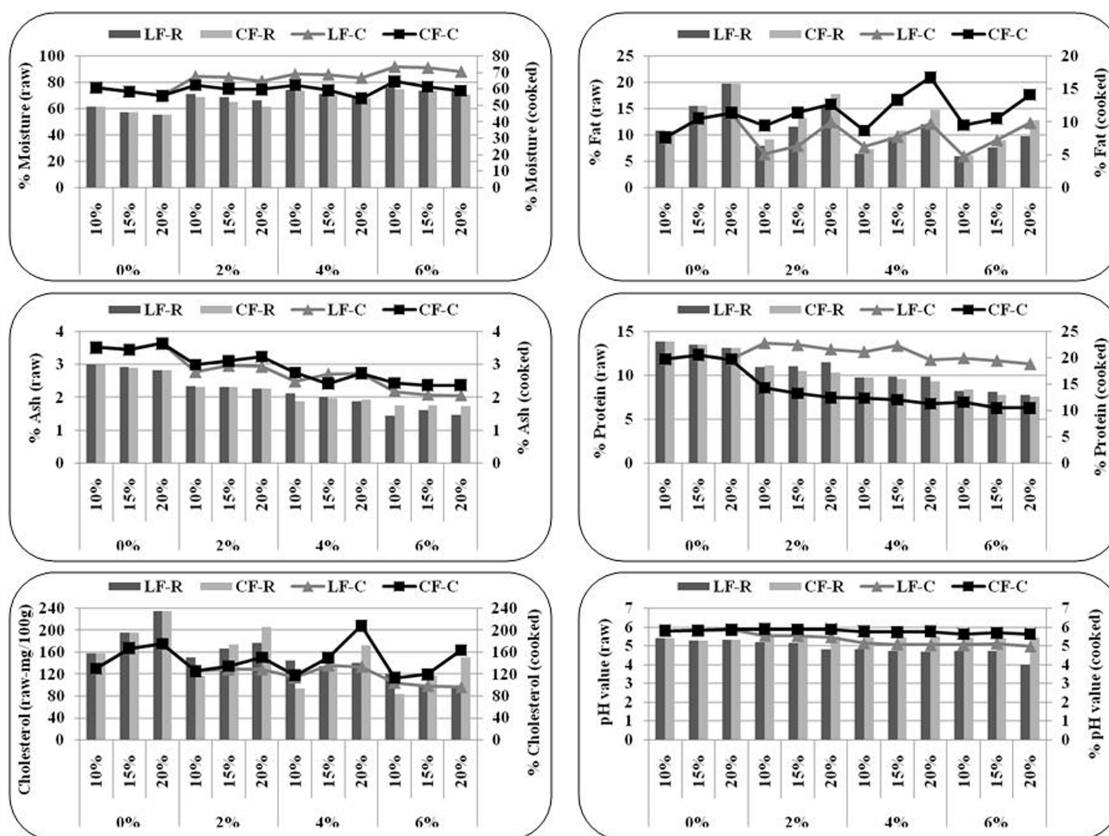 LF-R CF-R LF-C CF-C
% Moisture (raw)
100
80
60
40
20
0
80
70
60
50
40
30
20
10
0
% Moisture (cooked)
10% 15% 20% 10% 15% 20% 10% 15% 20% 10% 15% 20%
0% 2% 4% 6%
LF-R CF-R LF-C CF-C
% Fat (raw)
25
20
15
10
5
0
20
15
10
5
0
% Fat (cooked)
10% 15% 20% 10% 15% 20% 10% 15% 20% 10% 15% 20%
0% 2% 4% 6%
LF-R CF-R LF-C CF-C
% Ash (raw)
4
3
2
1
0
4
3
2
1
0
% Ash (cooked)
10% 15% 20% 10% 15% 20% 10% 15% 20% 10% 15% 20%
0% 2% 4% 6%
LF-R CF-R LF-C CF-C
% Protein (raw)
15
10
5
0
25
20
15
10
5
0
% Protein (cooked)
10% 15% 20% 10% 15% 20% 10% 15% 20% 10% 15% 20%
0% 2% 4% 6%
LF-R CF-R LF-C CF-C
Cholesterol (raw-mg/100g)
240
200
160
120
80
40
0
240
200
160
120
80
40
0
% Cholesterol (cooked)
10% 15% 20% 10% 15% 20% 10% 15% 20% 10% 15% 20%
0% 2% 4% 6%
LF-R CF-R LF-C CF-C
pH value (raw)
7
6
5
4
3
2
1
0
7
6
5
4
3
2
1
0
% pH value (cooked)
10% 15% 20% 10% 15% 20% 10% 15% 20% 10% 15% 20%
0% 2% 4% 6%